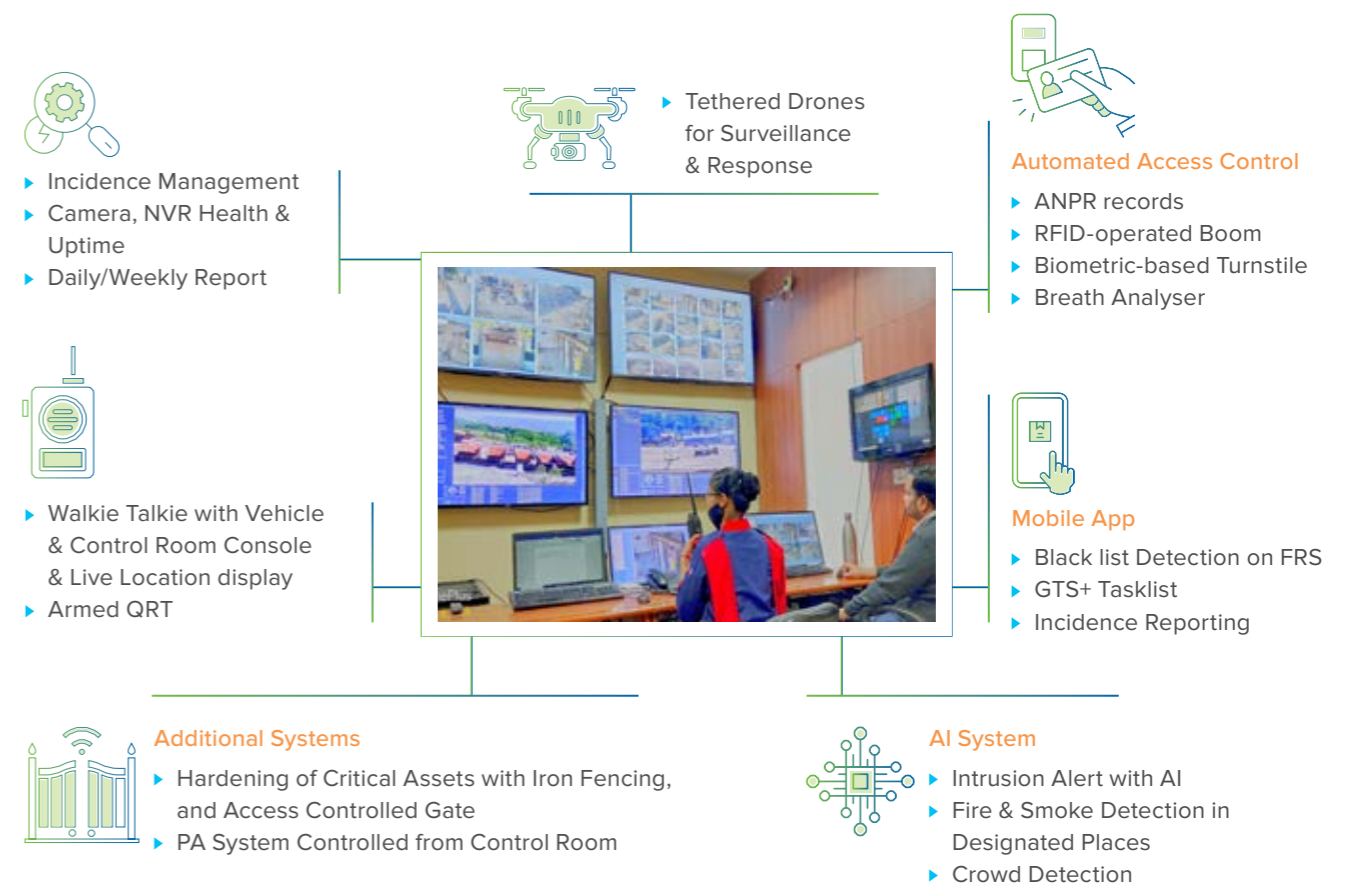 Incidence Management
Camera, NVR Health &
Uptime
Daily/Weekly Report
Tethered Drones
for Surveillance
& Response
Automated Access Control
ANPR records
RFID-operated Boom
Biometric-based Turnstile
Breath Analyser
Walkie Talkie with Vehicle
& Control Room Console
& Live Location display
Armed QRT
Mobile App
Black list Detection on FRS
GTS+ Tasklist
Incidence Reporting
Additional Systems
Hardening of Critical Assets with Iron Fencing,
and Access Controlled Gate
PA System Controlled from Control Room
AI System
Intrusion Alert with AI
Fire & Smoke Detection in
Designated Places
Crowd Detection